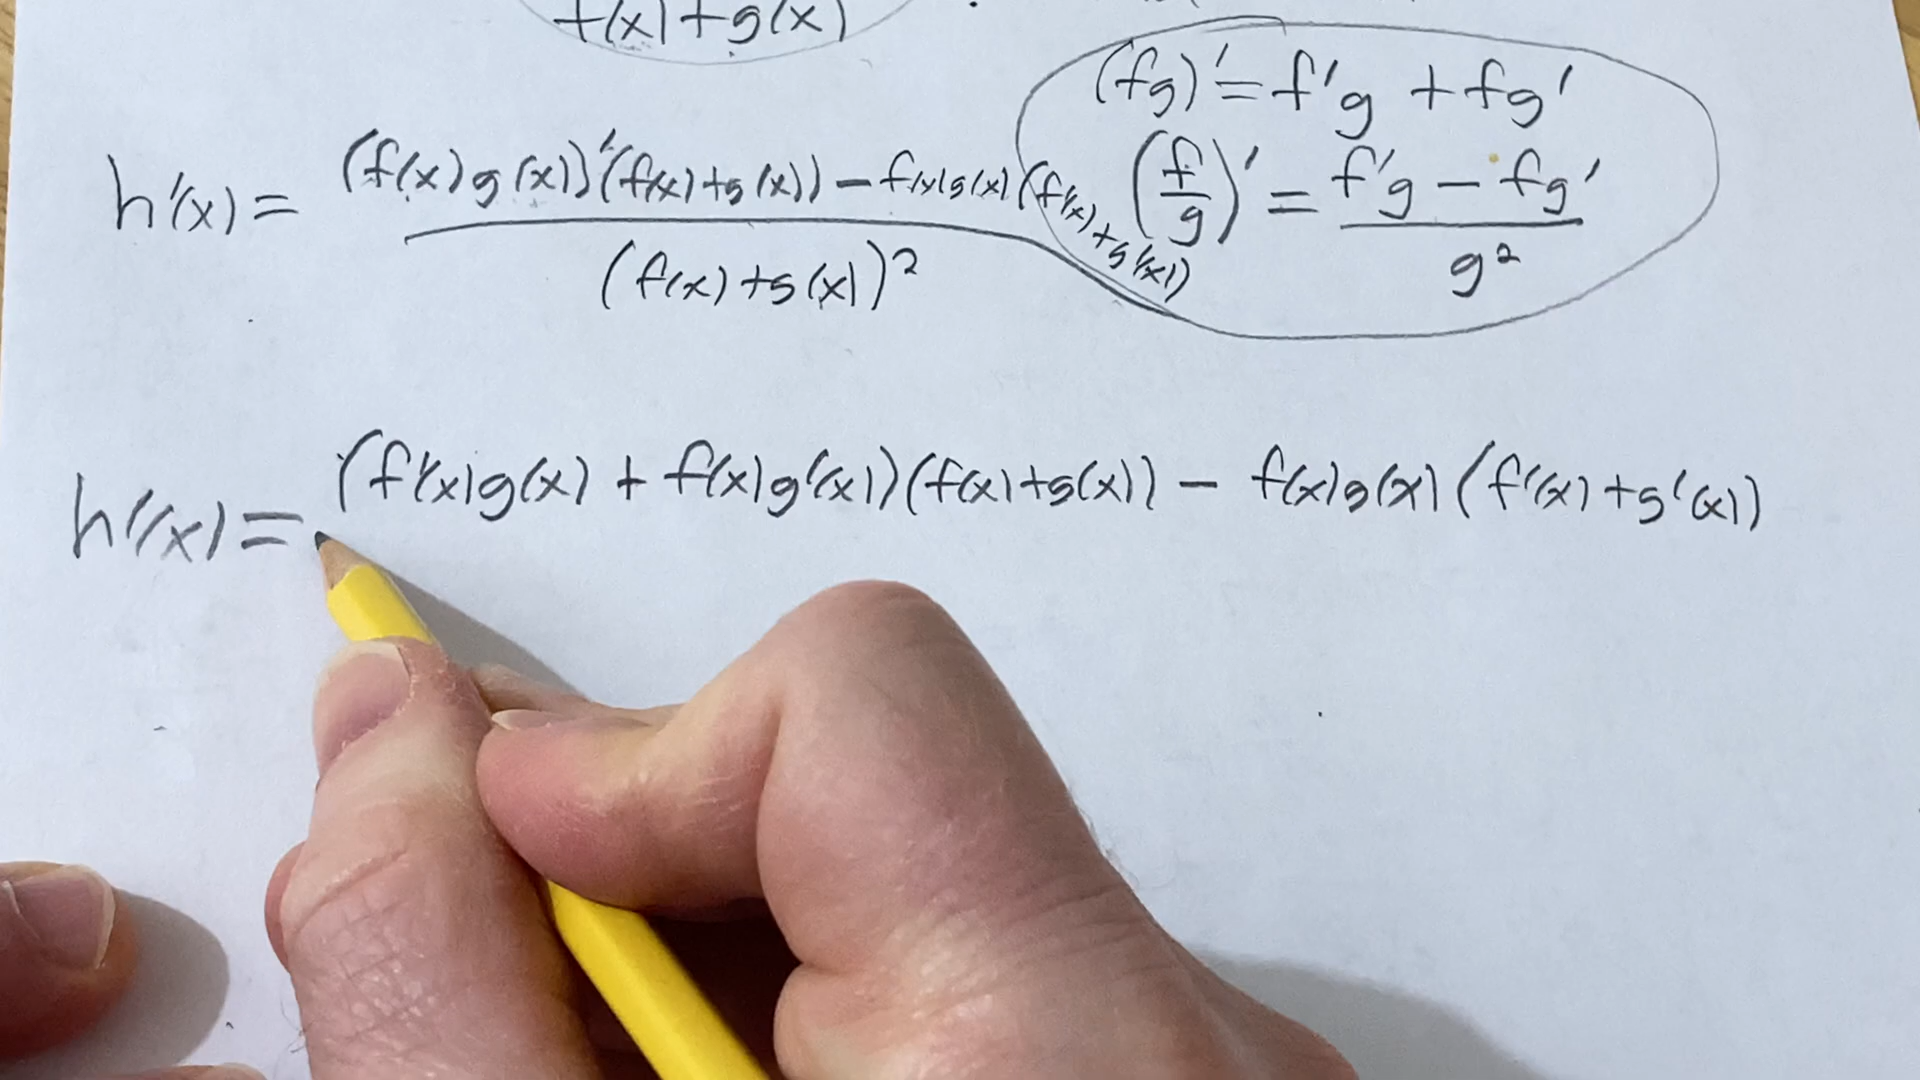 f(x)+g(x)
(fg)' = f'g + fg'
h'(x) = (f(x)g(x))'(f(x)+g(x)) - f(x)g(x)(f'(x)+g'(x))
(f(x)+g(x))²
(f/g)' = f'g - fg'
g²
h'(x) = (f'(x)g(x) + f(x)g'(x))(f(x)+g(x)) - f(x)g(x)(f'(x)+g'(x))